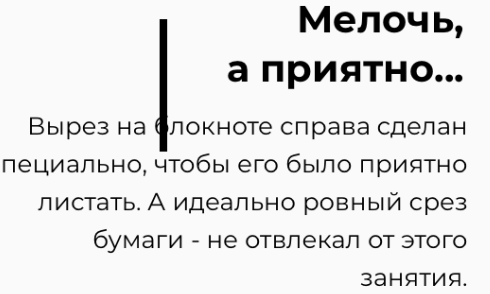 Мелочь,
а приятно...
Вырез на блокноте справа сделан
пециально, чтобы его было приятно
листать. А идеально ровный срез
бумаги - не отвлекал от этого
занятия.